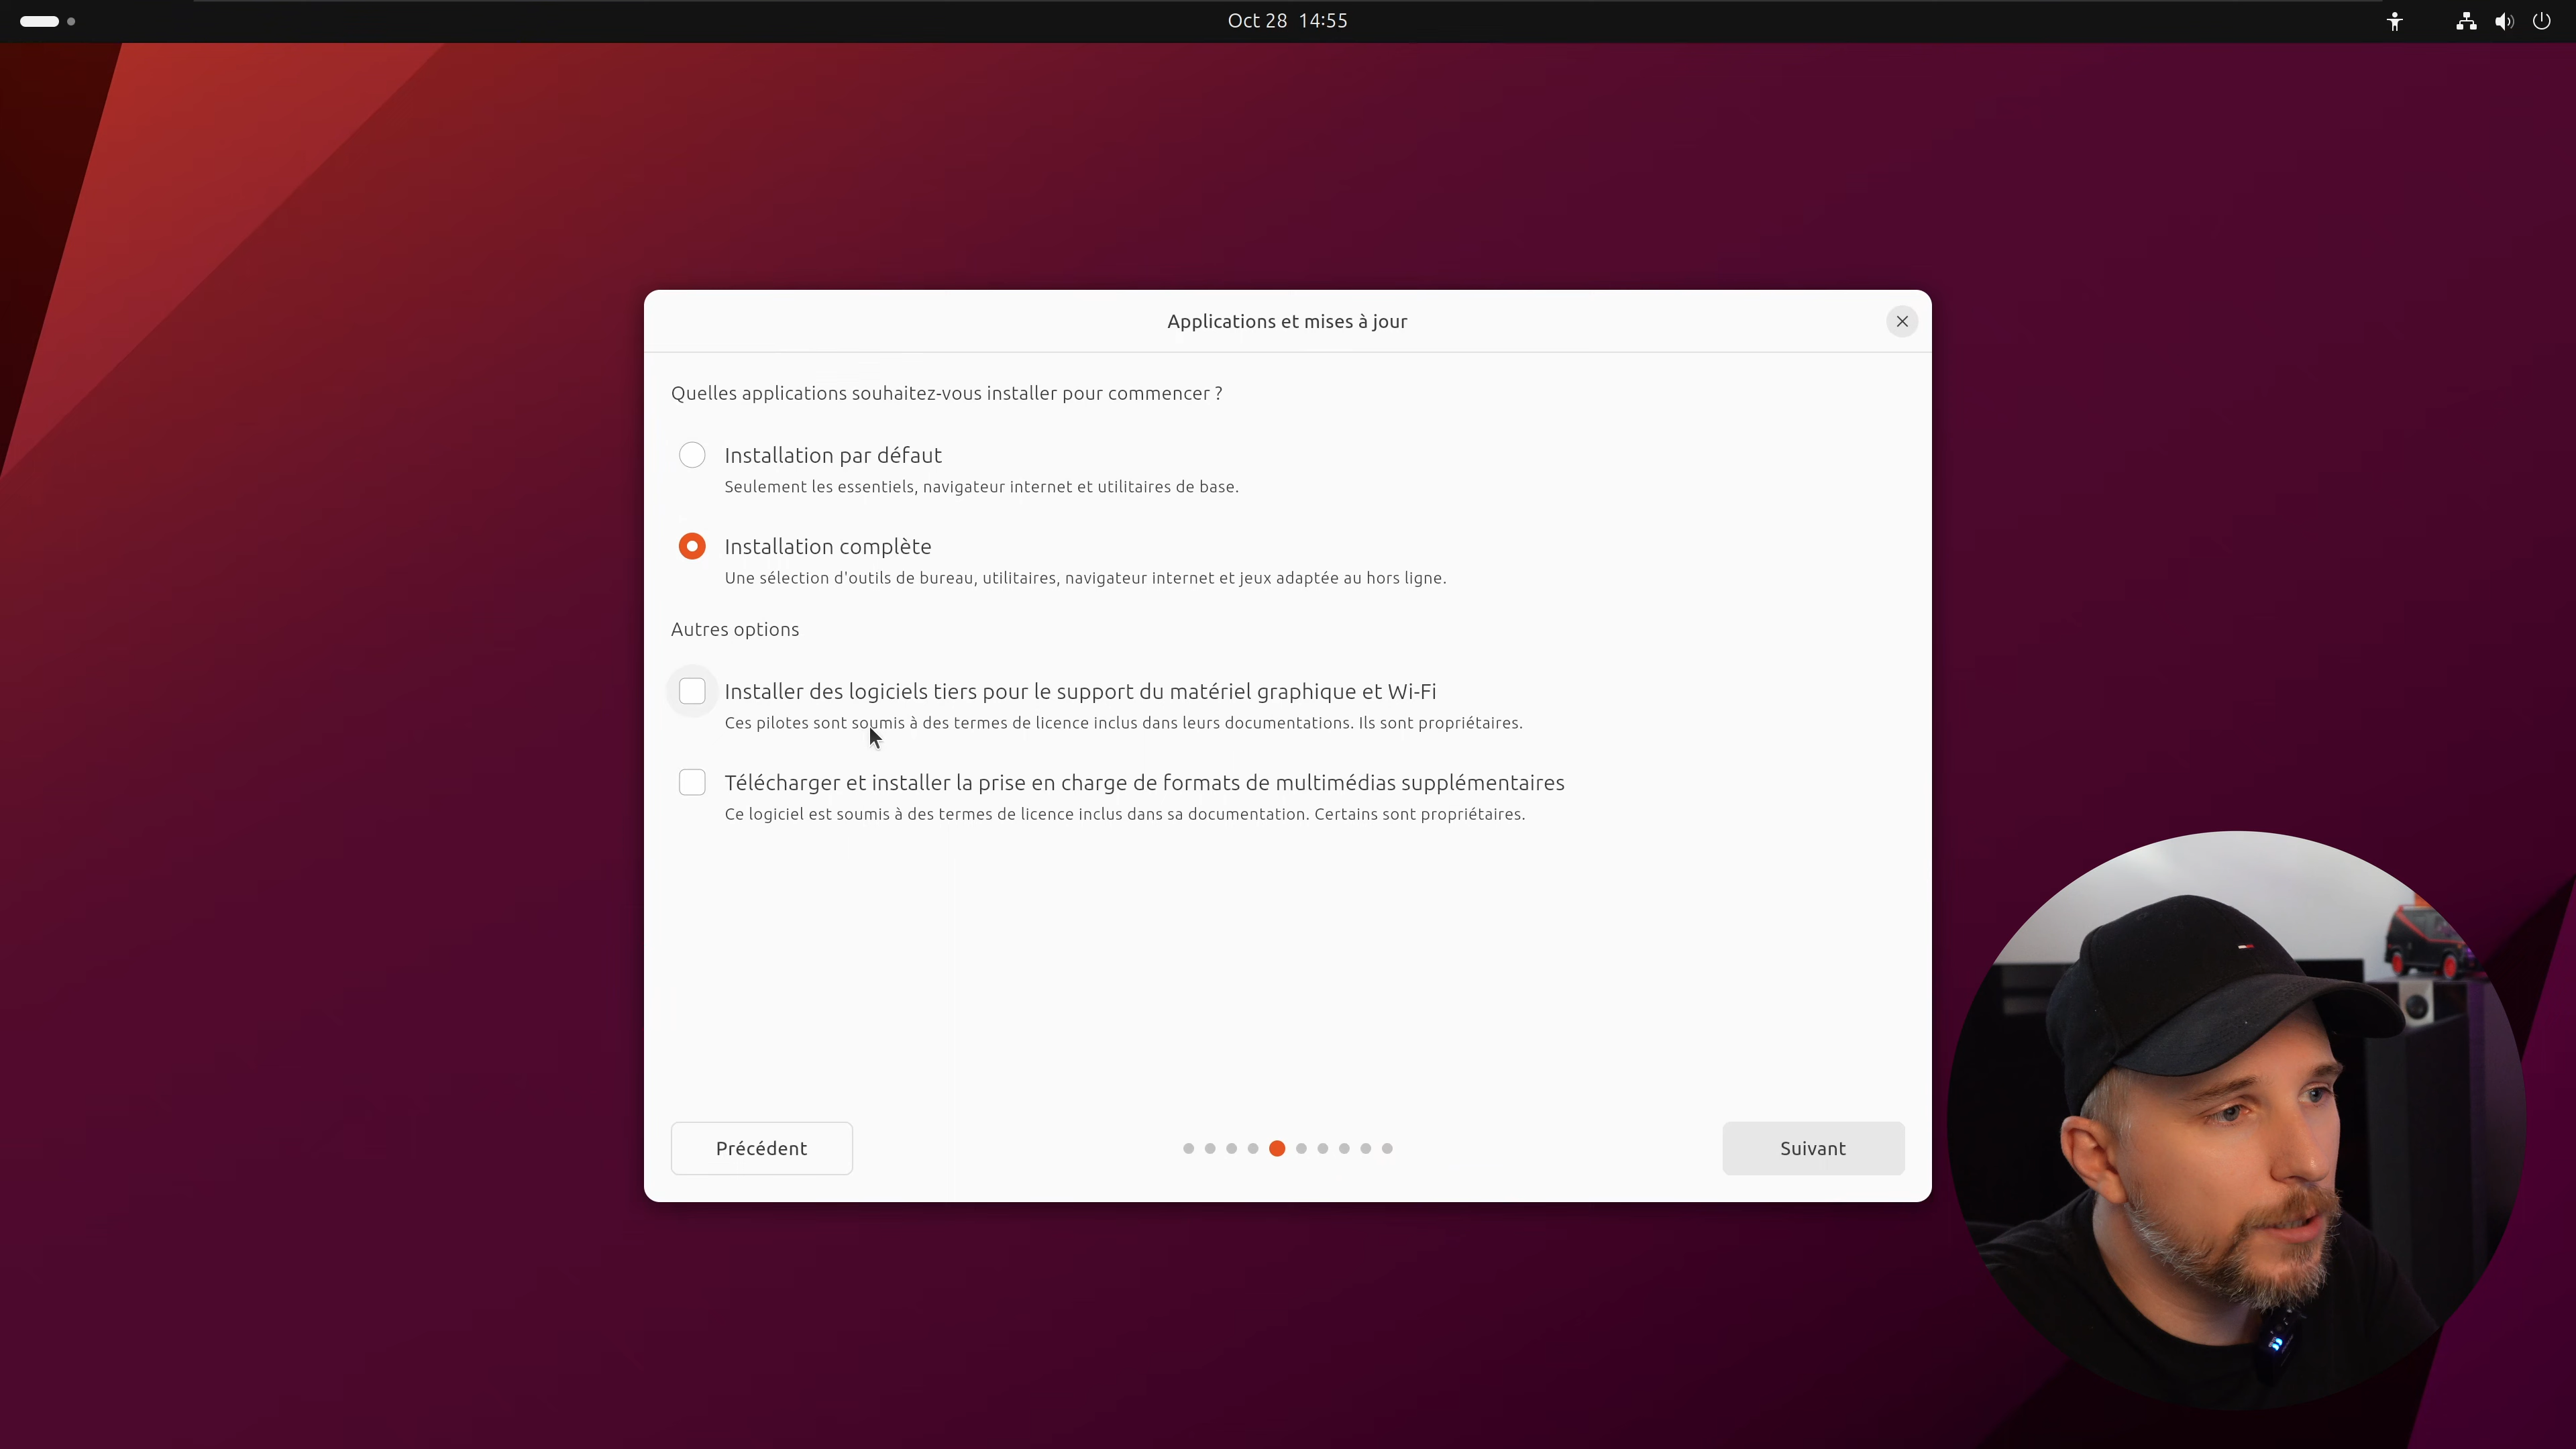 Oct 28 14:55
Applications et mises à jour
Quelles applications souhaitez-vous installer pour commencer ?
Installation par défaut
Seulement les essentiels, navigateur internet et utilitaires de base.
Installation complète
Une sélection d'outils de bureau, utilitaires, navigateur internet et jeux adaptée au hors ligne.
Autres options
Installer des logiciels tiers pour le support du matériel graphique et Wi-Fi
Ces pilotes sont soumis à des termes de licence inclus dans leurs documentations. Ils sont propriétaires.
Télécharger et installer la prise en charge de formats de multimédias supplémentaires
Ce logiciel est soumis à des termes de licence inclus dans sa documentation. Certains sont propriétaires.
Précédent
Suivant